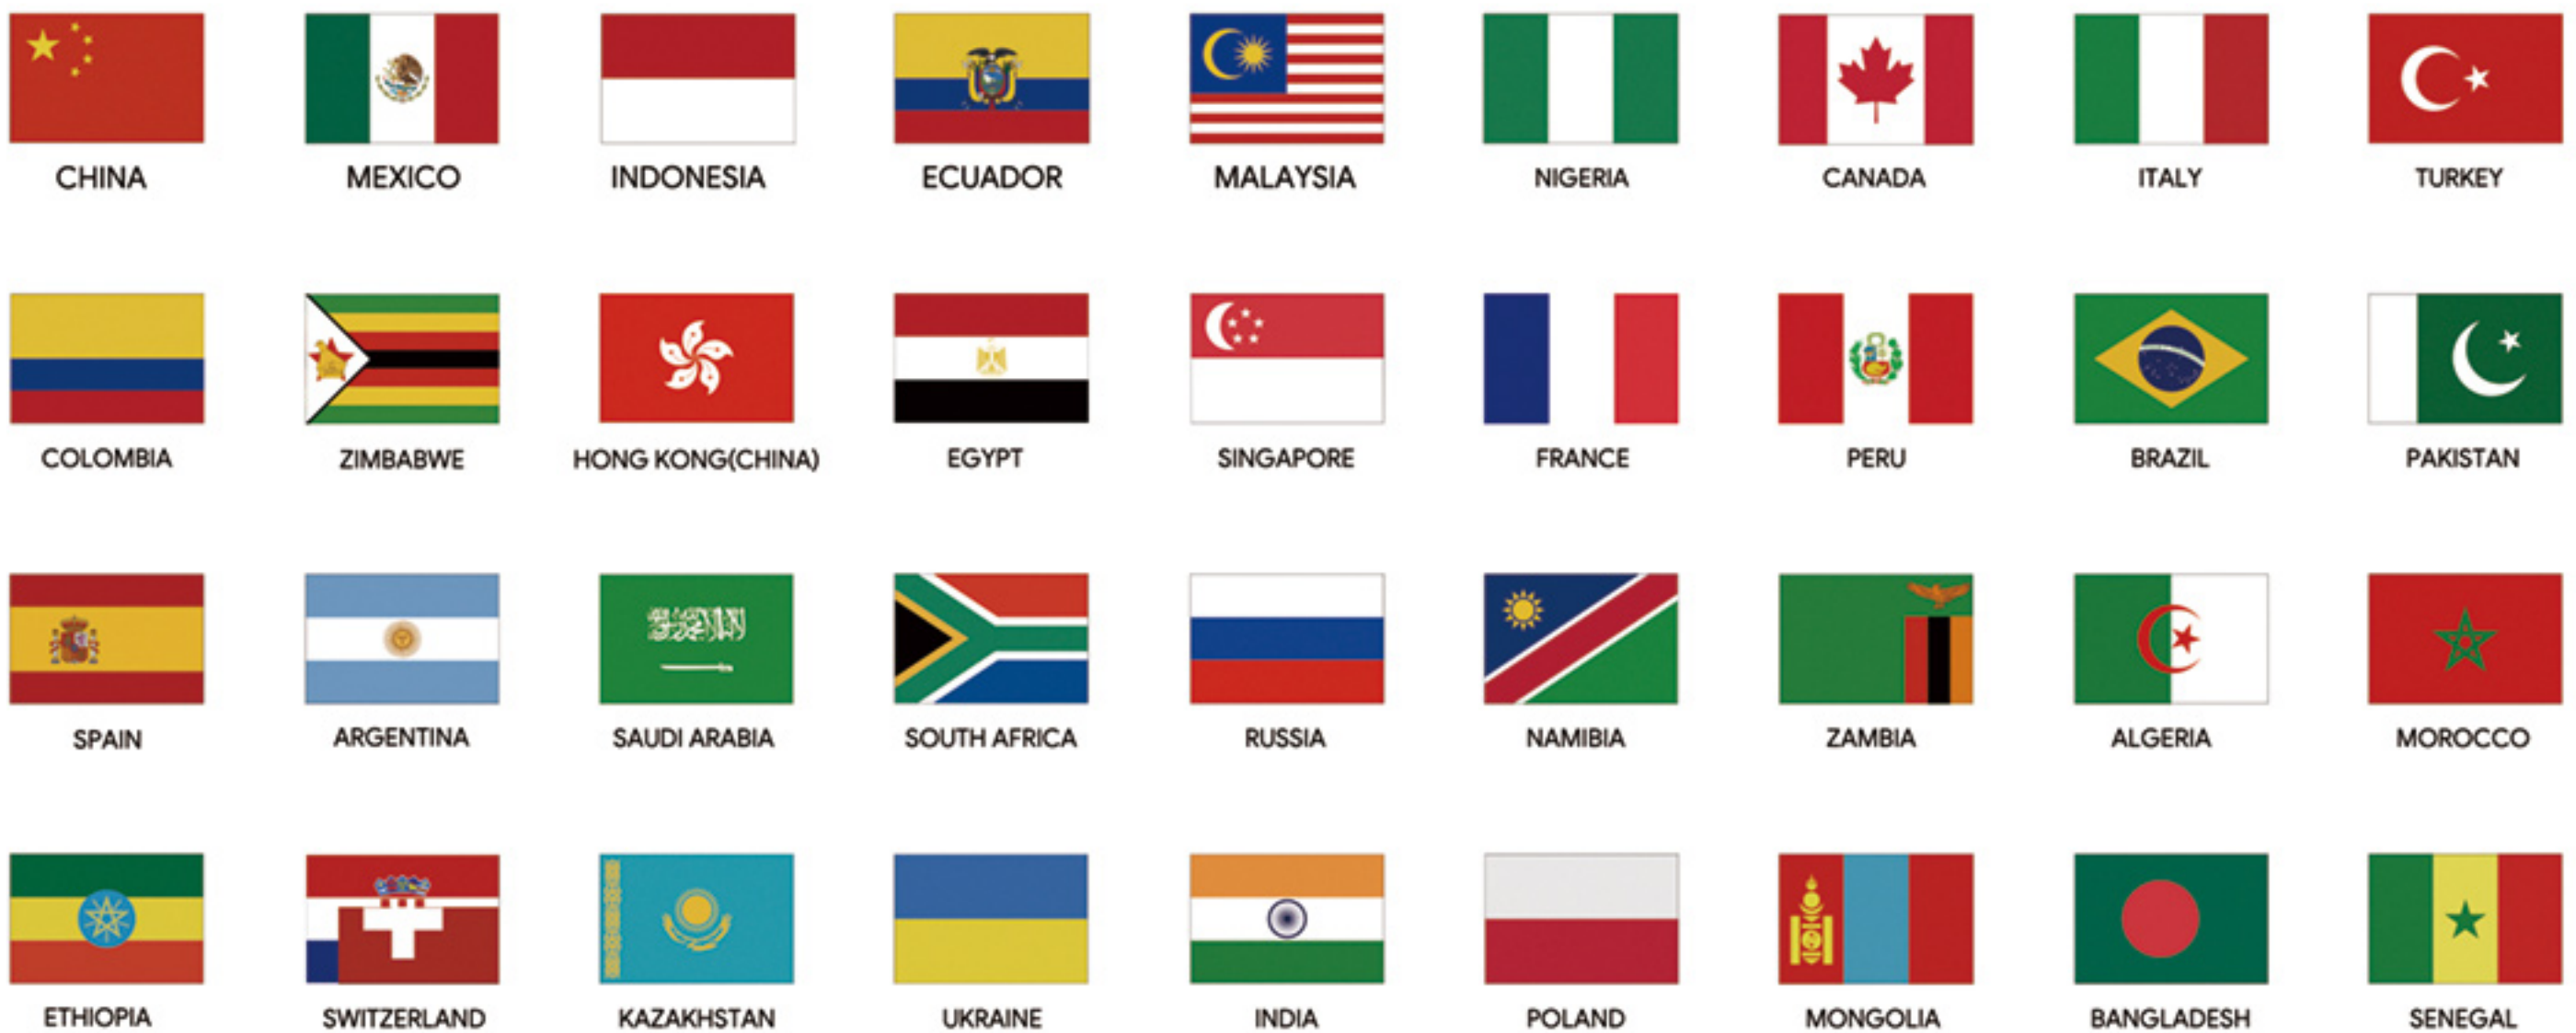 CHINA
MEXICO
INDONESIA
ECUADOR
MALAYSIA
NIGERIA
CANADA
ITALY
TURKEY
COLOMBIA
ZIMBABWE
HONG KONG(CHINA)
EGYPT
SINGAPORE
FRANCE
PERU
BRAZIL
PAKISTAN
SPAIN
ARGENTINA
SAUDI ARABIA
SOUTH AFRICA
RUSSIA
NAMIBIA
ZAMBIA
ALGERIA
MOROCCO
ETHIOPIA
SWITZERLAND
KAZAKHSTAN
UKRAINE
INDIA
POLAND
MONGOLIA
BANGLADESH
SENEGAL